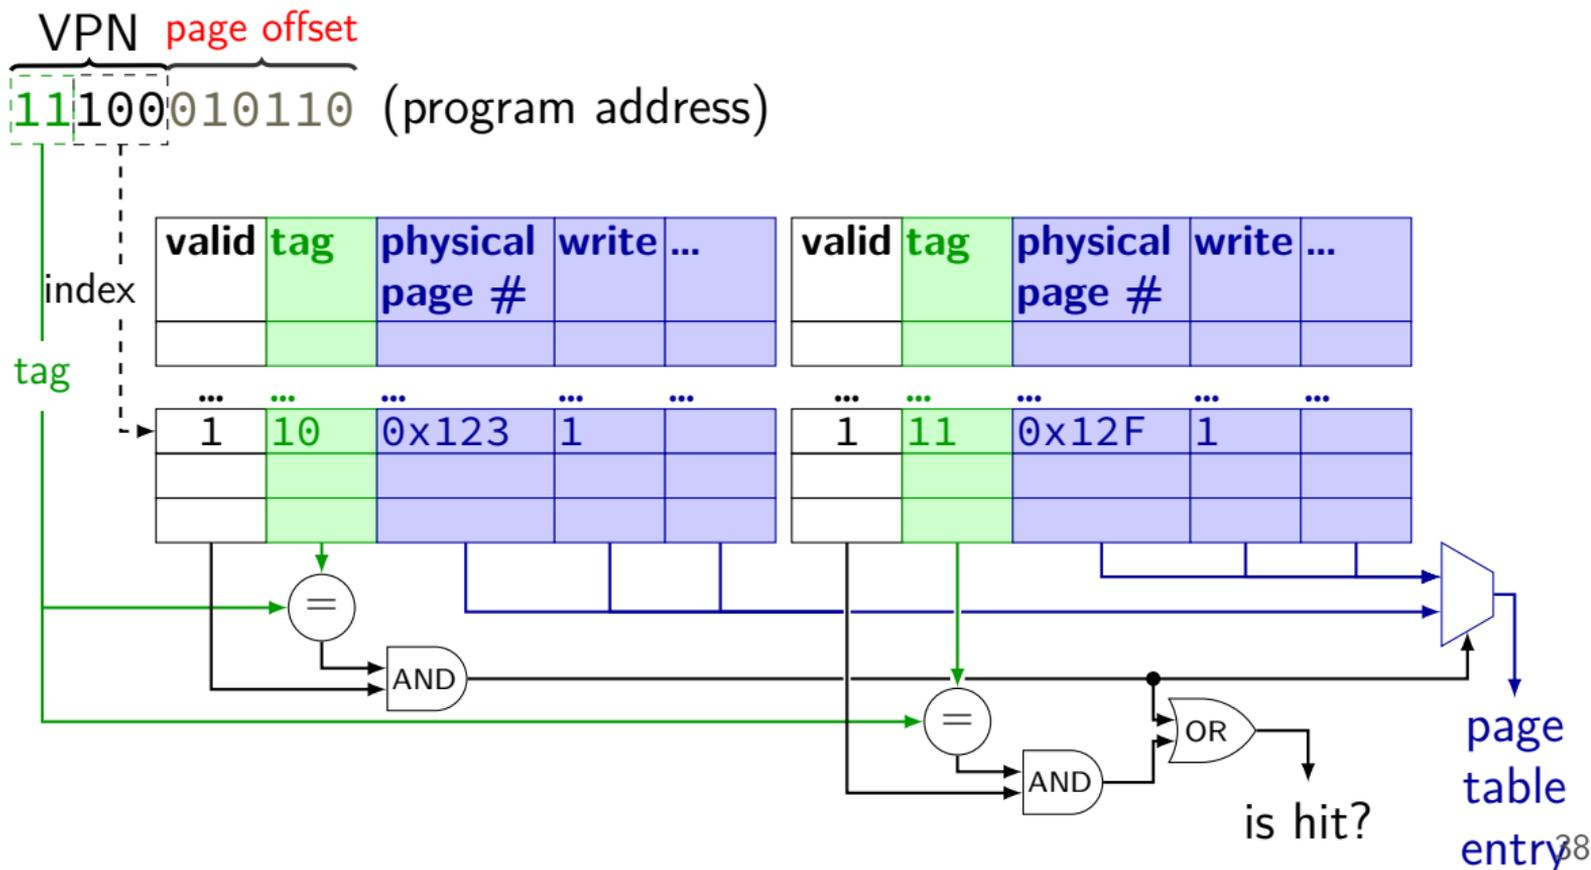 VPN page offset
11100010110 (program address)
valid tag physical page # write ... valid tag physical page # write ...
index
tag
... ... ... ... ... ... ... ... ... ...
1 10 0x123 1 1 11 0x12F 1
=
AND
=
OR
AND
is hit?
page
table
entry
38